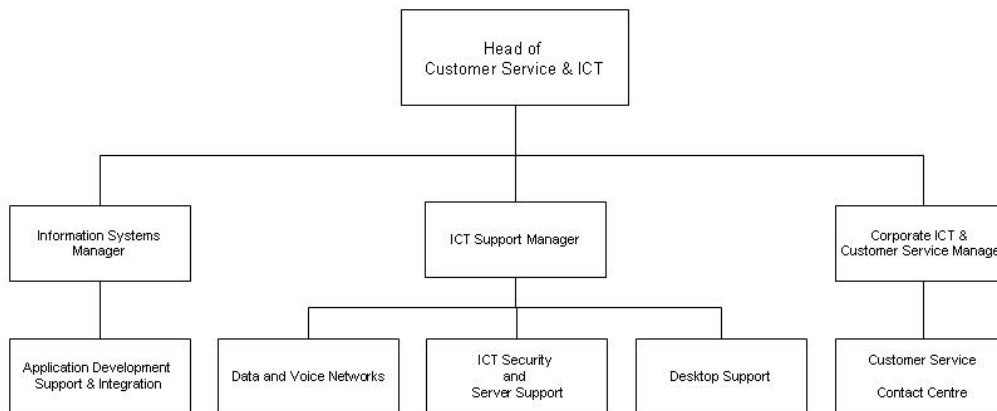 Head of
Customer Service & ICT
Information Systems
Manager
ICT Support Manager
Corporate ICT &
Customer Service Manage
Application Development
Support & Integration
Data and Voice Networks
ICT Security
and
Server Support
Desktop Support
Customer Service
Contact Centre